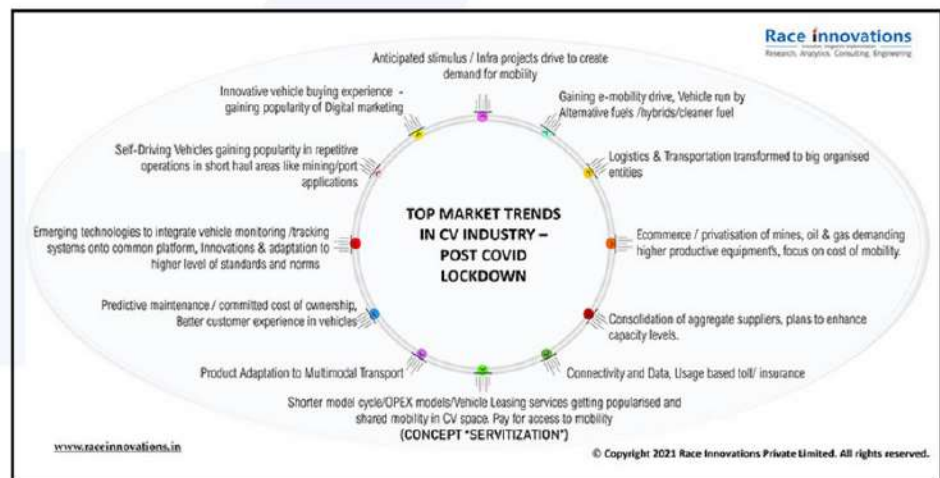 Race innovations
Research, Analytics, Consulting, Engineering
Anticipated stimulus / Infra projects drive to create
demand for mobility
Innovative vehicle buying experience -
gaining popularity of Digital marketing
Gaining e-mobility drive, Vehicle run by
Alternative fuels /hybrids/cleaner fuel
Self-Driving Vehicles gaining popularity in repetitive
operations in short haul areas like mining/port
applications
Logistics & Transportation transformed to big organised
entities
TOP MARKET TRENDS
IN CV INDUSTRY –
POST COVID
LOCKDOWN
Emerging technologies to integrate vehicle monitoring /tracking
systems onto common platform, Innovations & adaptation to
higher level of standards and norms
Ecommerce / privatisation of mines, oil & gas demanding
higher productive equipment's, focus on cost of mobility.
Predictive maintenance / committed cost of ownership,
Better customer experience in vehicles
Consolidation of aggregate suppliers, plans to enhance
capacity levels.
Product Adaptation to Multimodal Transport
Connectivity and Data, Usage based toll/ insurance
Shorter model cycle/OPEX models/Vehicle Leasing services getting popularised and
shared mobility in CV space. Pay for access to mobility
(CONCEPT "SERVITIZATION")
www.raceinnovations.in
© Copyright 2021 Race Innovations Private Limited. All rights reserved.